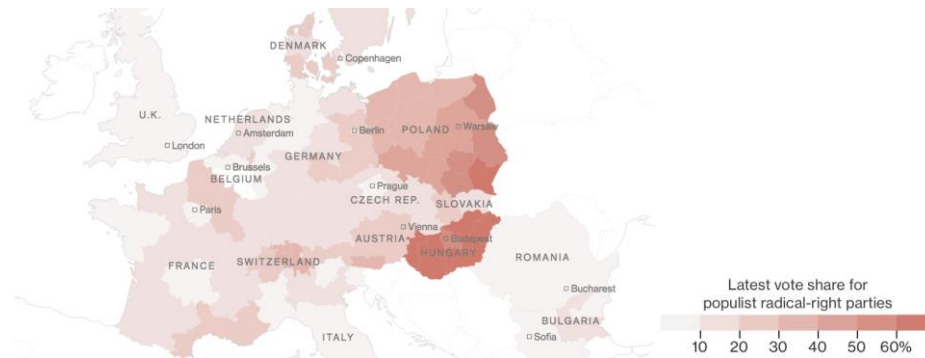 DENMARK
Copenhagen
U.K.
NETHERLANDS
Amsterdam
Berlin
POLAND
Warsaw
London
GERMANY
Brussels
BELGIUM
Prague
CZECH REP.
SLOVAKIA
Paris
Vienna
AUSTRIA
Budapest
HUNGARY
FRANCE
SWITZERLAND
ROMANIA
Bucharest
BULGARIA
ITALY
Sofia
Latest vote share for
populist radical-right parties
10 20 30 40 50 60%